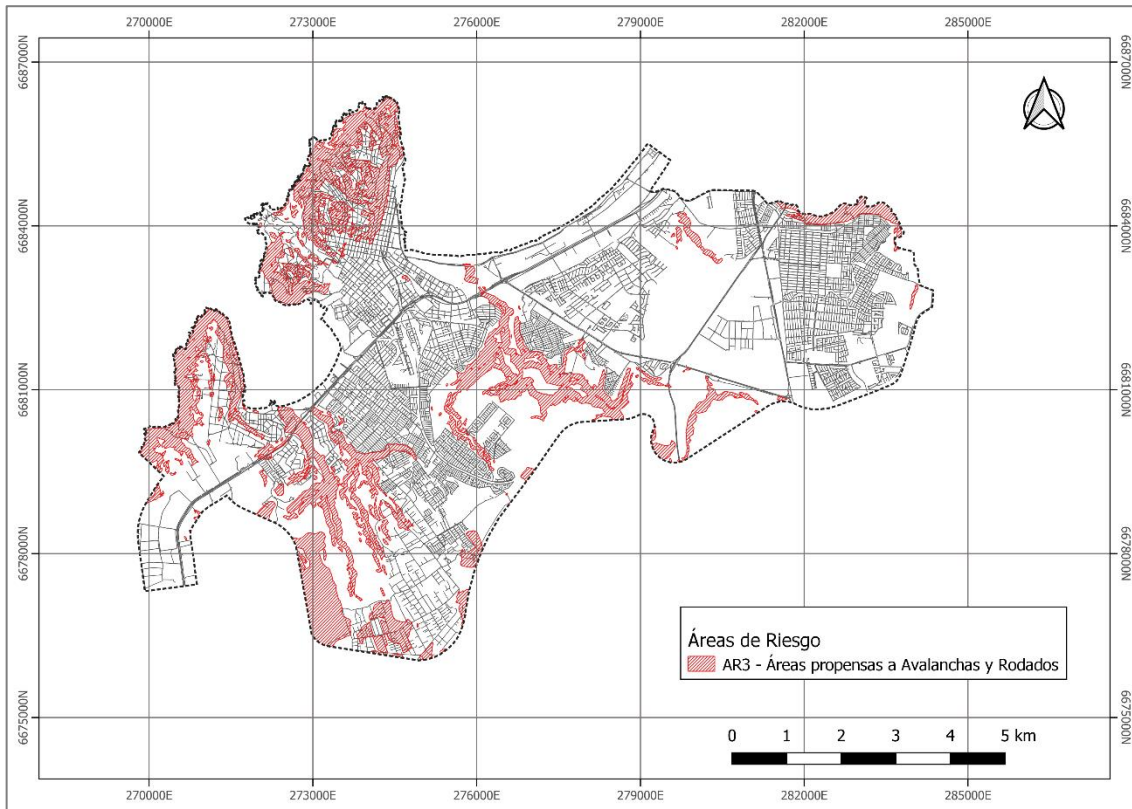 270000E 273000E 276000E 279000E 282000E 285000E
6687000N 6687000N
6684000N 6684000N
6681000N 6681000N
6678000N 6678000N
Áreas de Riesgo
AR3 - Áreas propensas a Avalanchas y Rodados
6675000N 6675000N
0 1 2 3 4 5 km
270000E 273000E 276000E 279000E 282000E 285000E